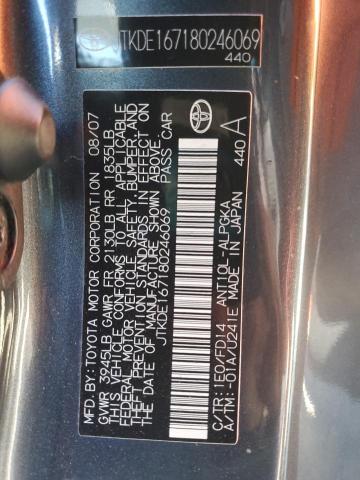 JTKDE167180246069
440
MFD.BY:TOYOTA MOTOR CORPORATION 08/07
GVWR 3945LB GAWR FR 2130LB RR 1835LB
THIS VEHICLE CONFORMS TO ALL APPLICABLE
FEDERAL MOTOR VEHICLE SAFETY, BUMPER, AND
THEFT PREVENTION STANDARDS IN EFFECT ON
THE DATE OF MANUFACTURE SHOWN ABOVE.
JTKDE167180246069 PASS CAR
C/TR:1E0/FD14 ANT10L-ALPGKA
A/TM:-01A/U241E MADE IN JAPAN
440 A
TOYOTA